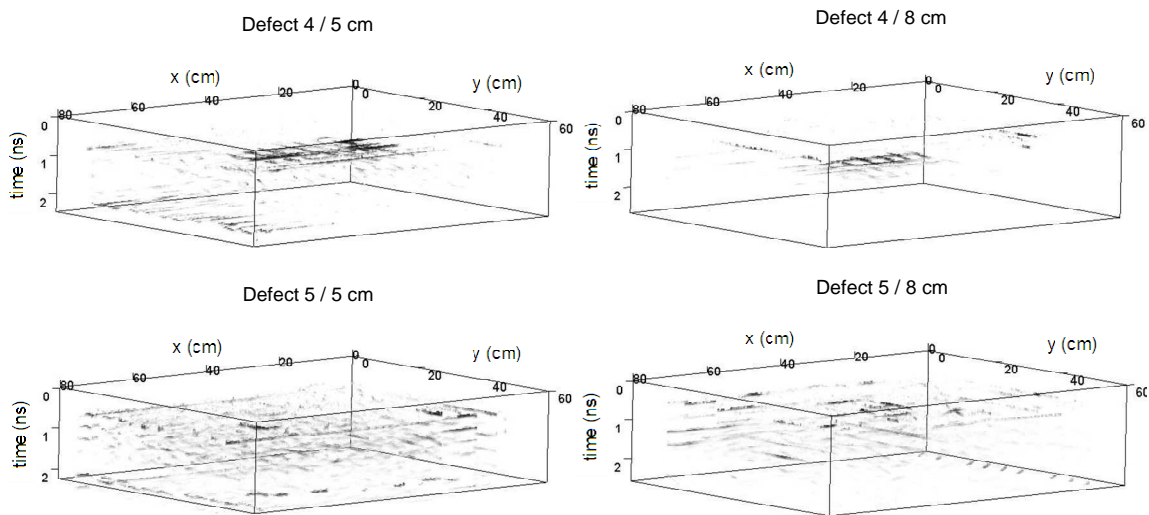 Defect 4 / 5 cm
x (cm)
y (cm)
80 60 40 20 0 0 20 40 60
time (ns)
0
1
2
Defect 4 / 8 cm
x (cm)
y (cm)
80 60 40 20 0 0 20 40 60
time (ns)
0
1
2
Defect 5 / 5 cm
x (cm)
y (cm)
80 60 40 20 0 0 20 40 60
time (ns)
0
1
2
Defect 5 / 8 cm
x (cm)
y (cm)
80 60 40 20 0 0 20 40 60
time (ns)
0
1
2